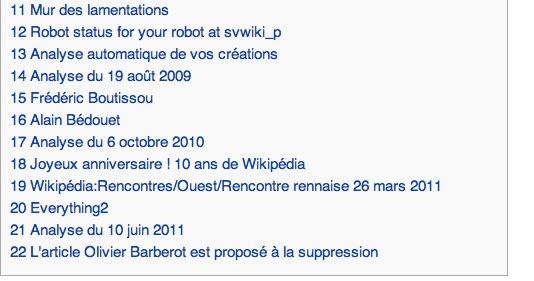 11 Mur des lamentations
12 Robot status for your robot at svwiki_p
13 Analyse automatique de vos créations
14 Analyse du 19 août 2009
15 Frédéric Boutissou
16 Alain Bédouet
17 Analyse du 6 octobre 2010
18 Joyeux anniversaire ! 10 ans de Wikipédia
19 Wikipédia:Rencontres/Ouest/Rencontre rennaise 26 mars 2011
20 Everything2
21 Analyse du 10 juin 2011
22 L'article Olivier Barberot est proposé à la suppression